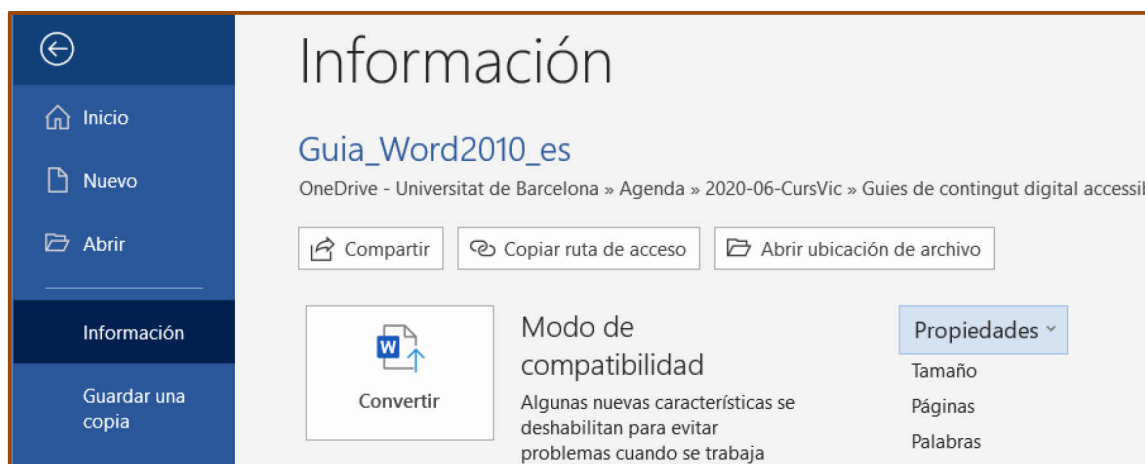 Información
Inicio
Nuevo
Abrir
Información
Guardar una
copia
Guia_Word2010_es
OneDrive - Universitat de Barcelona » Agenda » 2020-06-CursVic » Guies de contingut digital accessib
Compartir
Copiar ruta de acceso
Abrir ubicación de archivo
W
Convertir
Modo de
compatibilidad
Algunas nuevas características se
deshabilitan para evitar
problemas cuando se trabaja
Propiedades
Tamaño
Páginas
Palabras